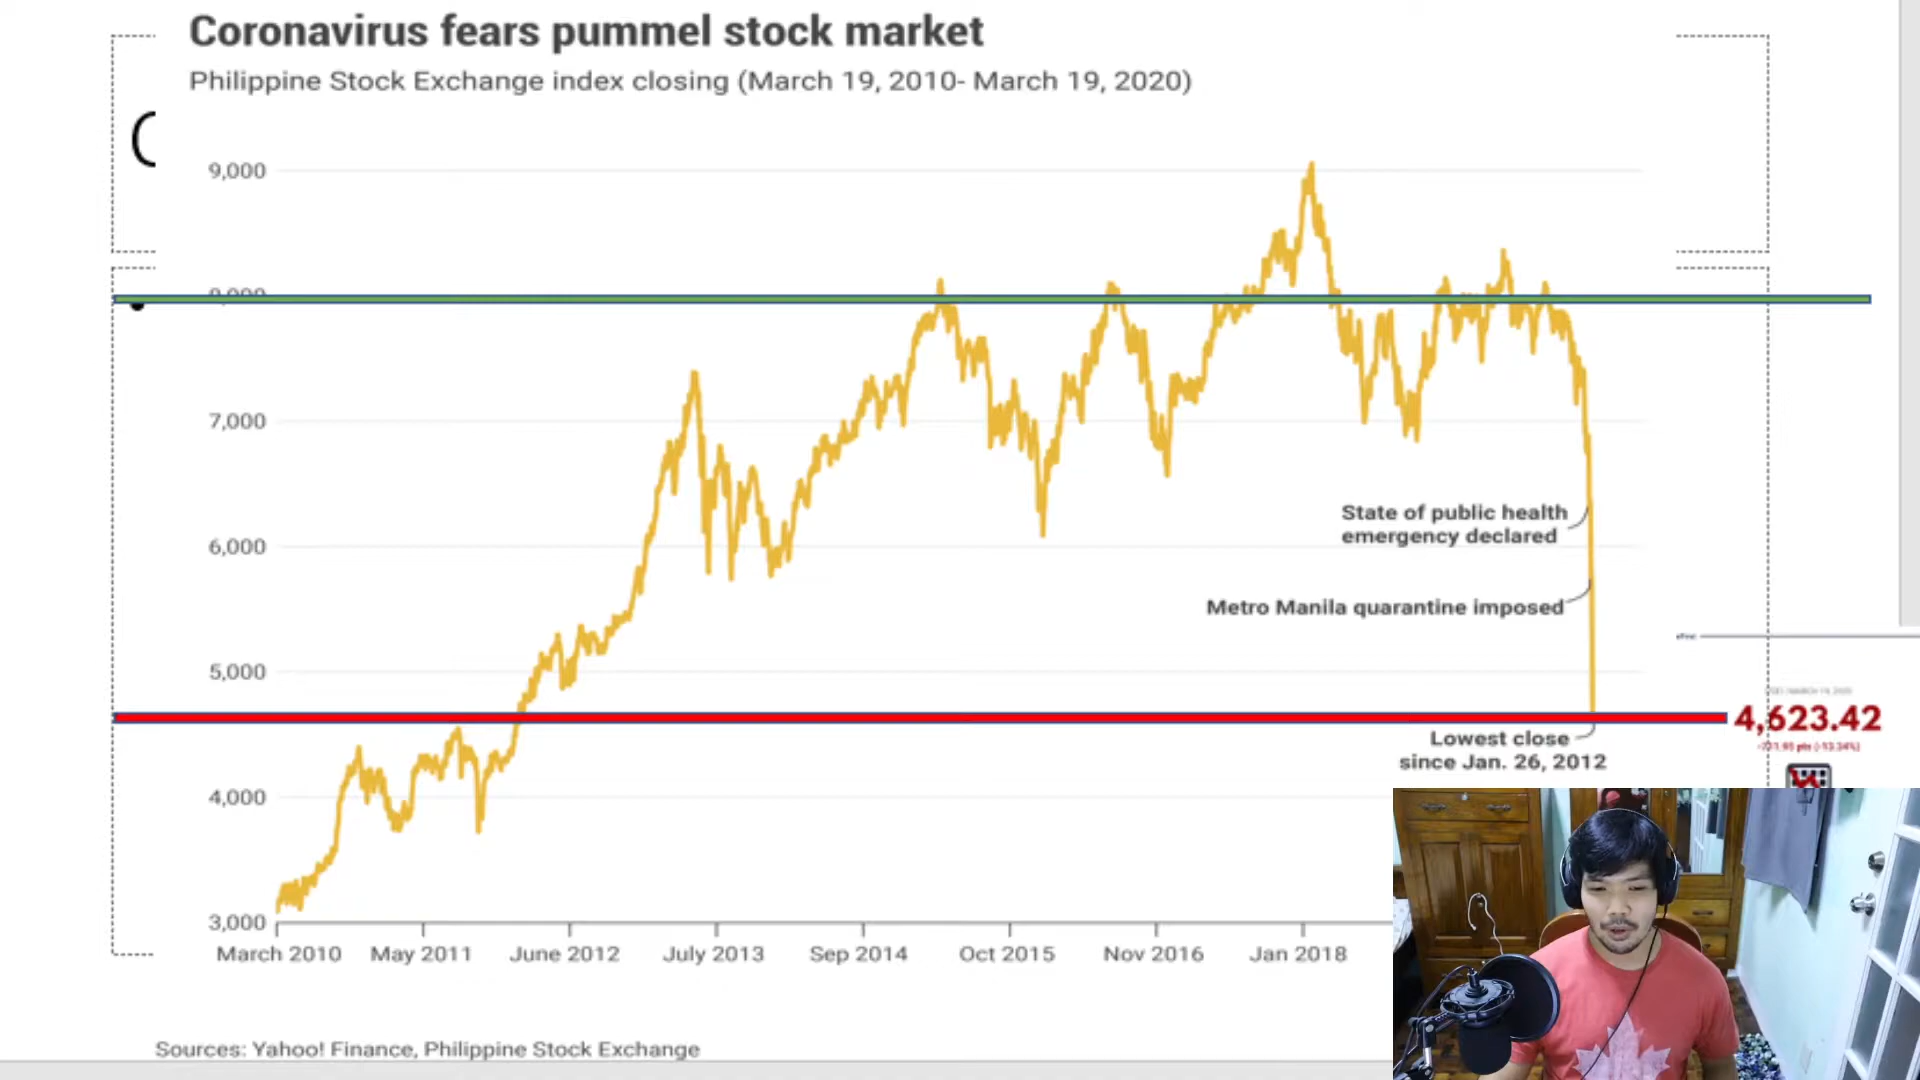 Coronavirus fears pummel stock market
Philippine Stock Exchange index closing (March 19, 2010- March 19, 2020)
9,000
7,000
State of public health
emergency declared
6,000
Metro Manila quarantine imposed
5,000
4,623.42
Lowest close
since Jan. 26, 2012
4,000
3,000
March 2010 May 2011 June 2012 July 2013 Sep 2014 Oct 2015 Nov 2016 Jan 2018
Sources: Yahoo! Finance, Philippine Stock Exchange